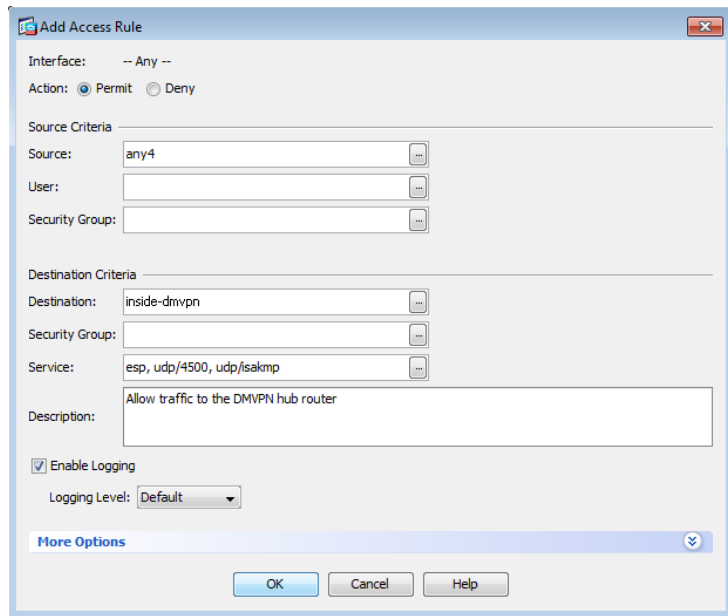 Add Access Rule
Interface: -- Any --
Action: Permit Deny
Source Criteria
Source: any4 ...
User: ...
Security Group: ...
Destination Criteria
Destination: inside-dmvpn ...
Security Group: ...
Service: esp, udp/4500, udp/isakmp ...
Allow traffic to the DMVPN hub router
Description:
Enable Logging
Logging Level: Default
More Options
OK Cancel Help